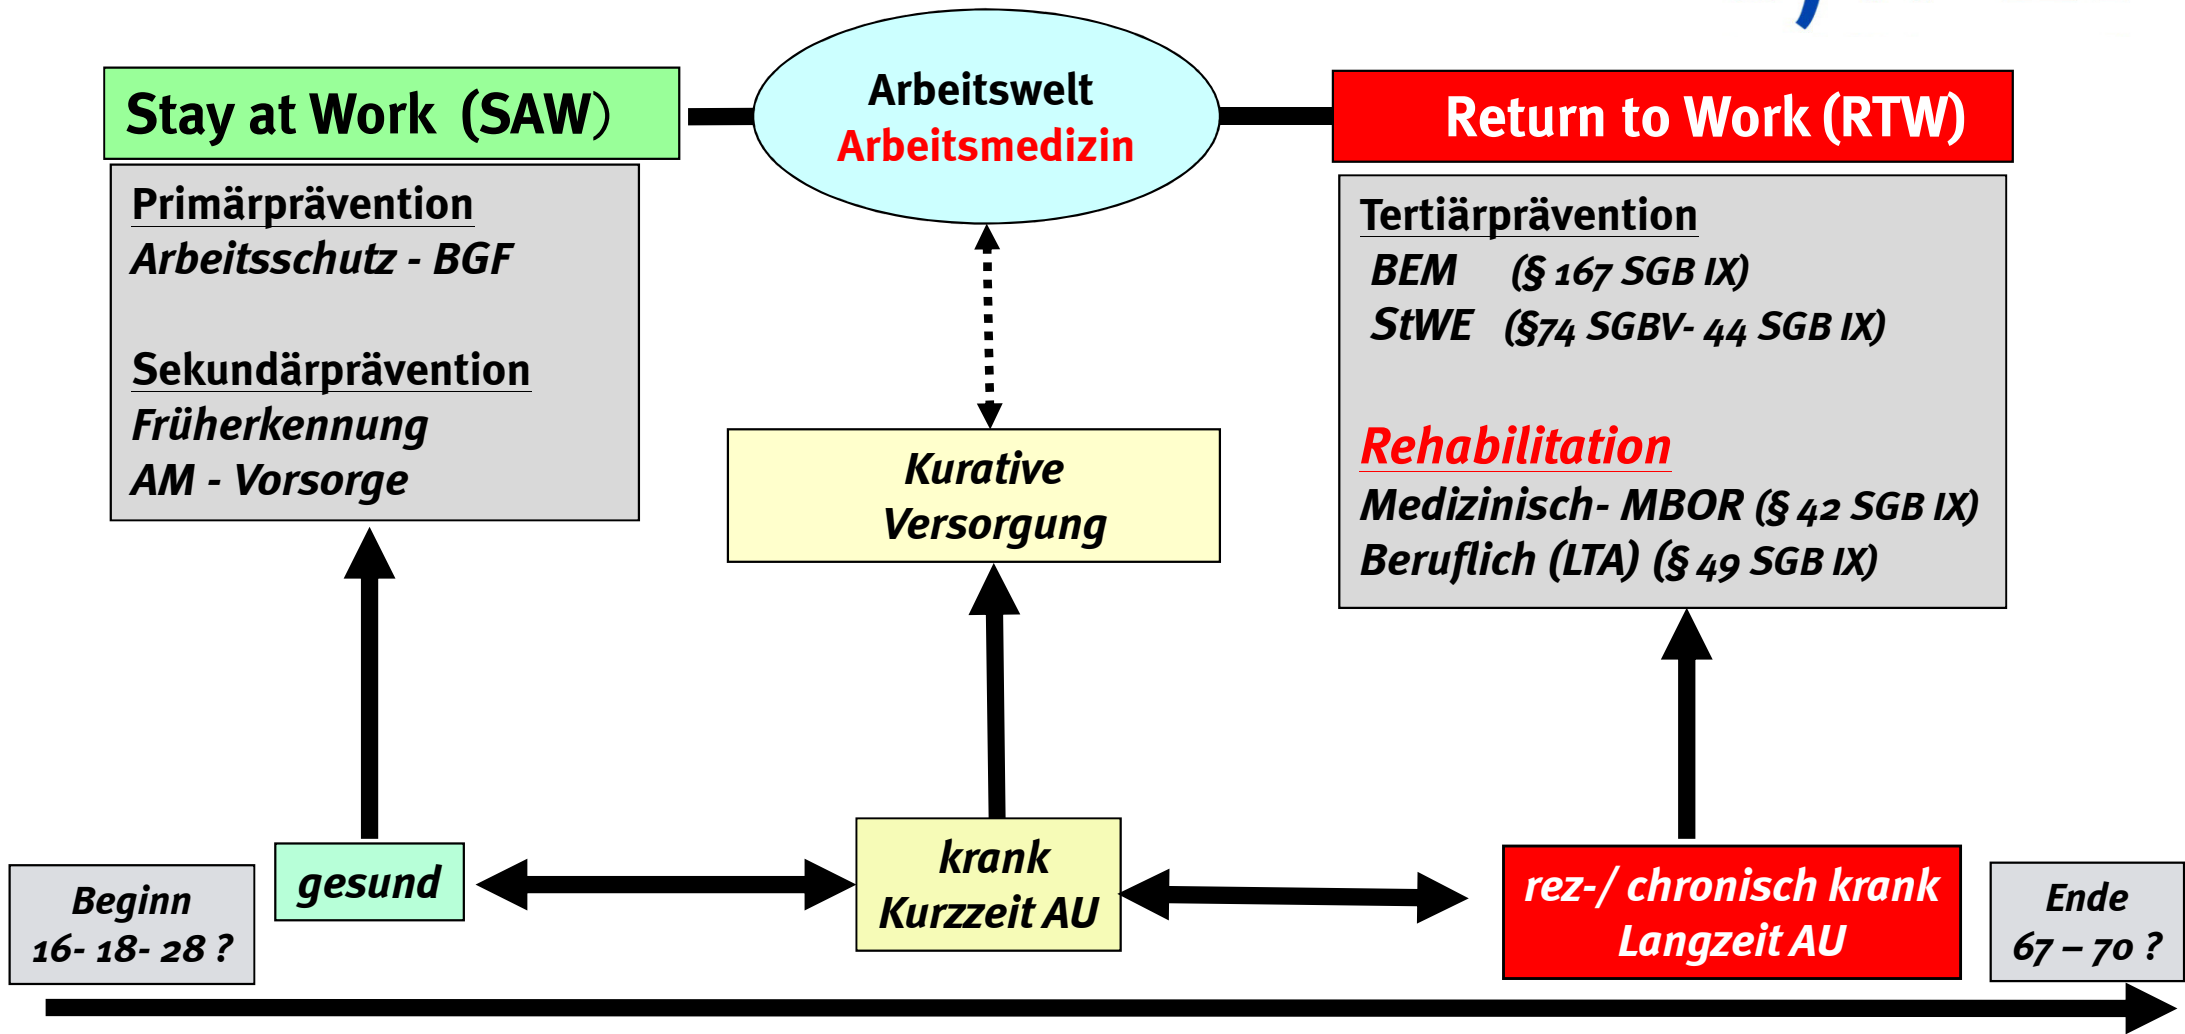 Stay at Work (SAW)
Primärprävention
Arbeitsschutz - BGF
Sekundärprävention
Früherkennung
AM - Vorsorge
Arbeitswelt
Arbeitsmedizin
Kurative
Versorgung
Return to Work (RTW)
Tertiärprävention
BEM (§ 167 SGB IX)
StWE (§74 SGBV- 44 SGB IX)
Rehabilitation
Medizinisch- MBOR (§ 42 SGB IX)
Beruflich (LTA) (§ 49 SGB IX)
Beginn
16- 18- 28 ?
gesund
krank
Kurzzeit AU
rez-/ chronisch krank
Langzeit AU
Ende
67 – 70 ?